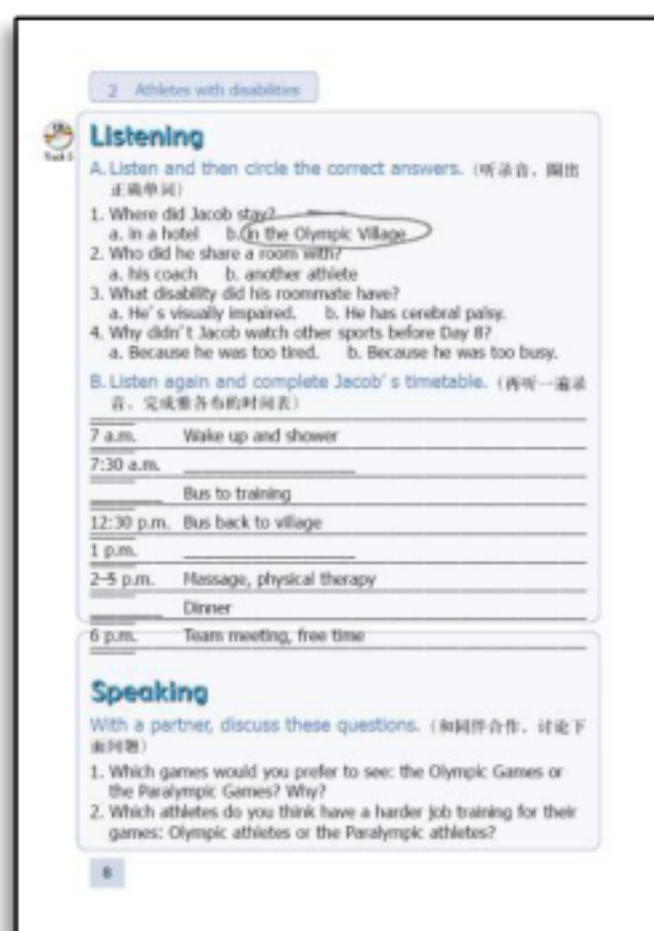 2 Athletes with disabilities
Listening
A. Listen and then circle the correct answers. (听录音，圈出
正确单词)
1. Where did Jacob stay?
a. in a hotel b. in the Olympic Village
2. Who did he share a room with?
a. his coach b. another athlete
3. What disability did his roommate have?
a. He's visually impaired. b. He has cerebral palsy.
4. Why didn't Jacob watch other sports before Day 8?
a. Because he was too tired. b. Because he was too busy.
B. Listen again and complete Jacob's timetable. (再听一遍录
音，完成雅各布的时间表)
7 a.m. Wake up and shower
7:30 a.m.
Bus to training
12:30 p.m. Bus back to village
1 p.m.
2-5 p.m. Massage, physical therapy
Dinner
6 p.m. Team meeting, free time
Speaking
With a partner, discuss these questions. (和同伴合作，讨论下
面问题)
1. Which games would you prefer to see: the Olympic Games or
the Paralympic Games? Why?
2. Which athletes do you think have a harder job training for their
games: Olympic athletes or the Paralympic athletes?
8